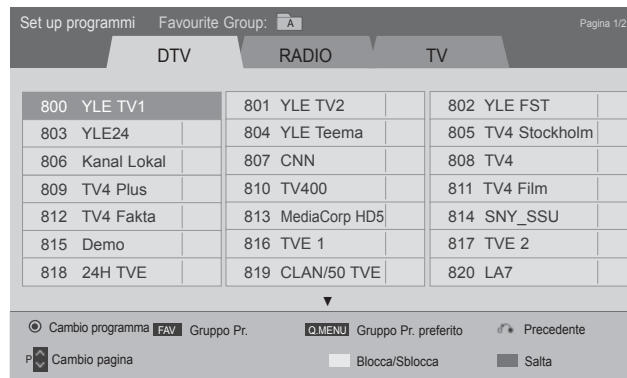 Set up programmi Favourite Group: A Pagina 1/2
DTV RADIO TV
800 YLE TV1 801 YLE TV2 802 YLE FST
803 YLE24 804 YLE Teema 805 TV4 Stockholm
806 Kanal Lokal 807 CNN 808 TV4
809 TV4 Plus 810 TV400 811 TV4 Film
812 TV4 Fakta 813 MediaCorp HD5 814 SNY_SSU
815 Demo 816 TVE 1 817 TVE 2
818 24H TVE 819 CLAN/50 TVE 820 LA7
Cambio programma FAV Gruppo Pr. Q.MENU Gruppo Pr. preferito Precedente
P Cambio pagina Blocca/Sblocca Salta